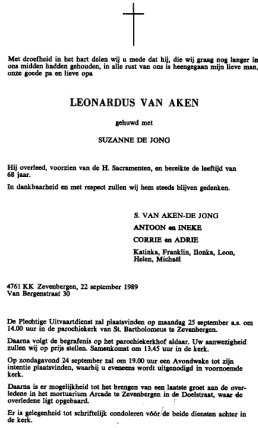 Met droefheid in het hart delen wij u mede dat hij, die wij graag nog langer in
ons midden hadden gehouden, in alle rust van ons is heengegaan mijn lieve man,
onze goede pa en lieve opa
LEONARDUS VAN AKEN
gehuwd met
SUZANNE DE JONG
Hij overleed, voorzien van de H. Sacramenten, en bereikte de leeftijd van
68 jaar.
In dankbaarheid en met respect zullen wij hem steeds blijven gedenken.
S. VAN AKEN-DE JONG
ANTOON en INEKE
CORRIE en ADRIE
Katinka, Franklin, Ilonka, Leon,
Helen, Michaël
4761 KK Zevenbergen, 22 september 1989
Van Bergenstraat 30
De Plechtige Uitvaartdienst zal plaatsvinden op maandag 25 september a.s. om
14.00 uur in de parochiekerk van St. Bartholomeus te Zevenbergen.
Daarna volgt de begrafenis op het parochiekerkhof aldaar. Uw aanwezigheid
zullen wij op prijs stellen. Samenkomst om 13.45 uur in de kerk.
Op zondagavond 24 september zal om 19.00 uur een Avondwake tot zijn
intentie plaatsvinden, waarbij u eveneens wordt uitgenodigd in voornoemde
kerk.
Daarna is er mogelijkheid tot het brengen van een laatste groet aan de over-
ledene in het mortuarium Arcade te Zevenbergen in de Doelstraat, waar de
overledene ligt opgebaard.
Er is gelegenheid tot schriftelijk condoleren vóór de beide diensten achter in
de kerk.